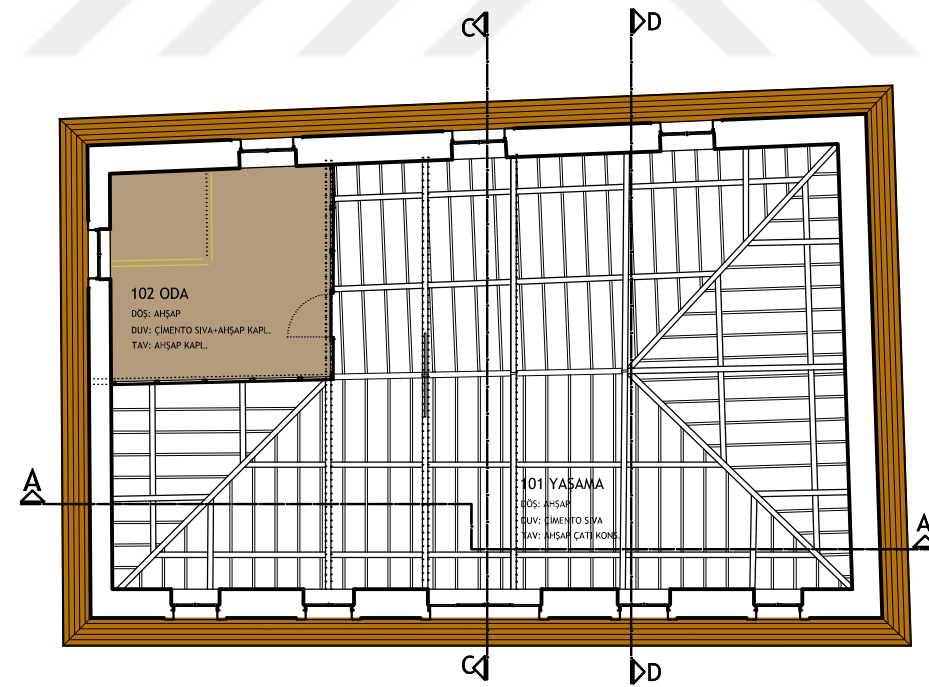 C D
102 ODA
DÖŞ: AHŞAP
DUV: ÇİMENTO SIVA+AHŞAP KAPL.
TAV: AHŞAP KAPL.
A
101 YAŞAMA
DÖŞ: AHŞAP
DUV: ÇİMENTO SIVA
TAV: AHŞAP ÇATI KONS.
A
C D